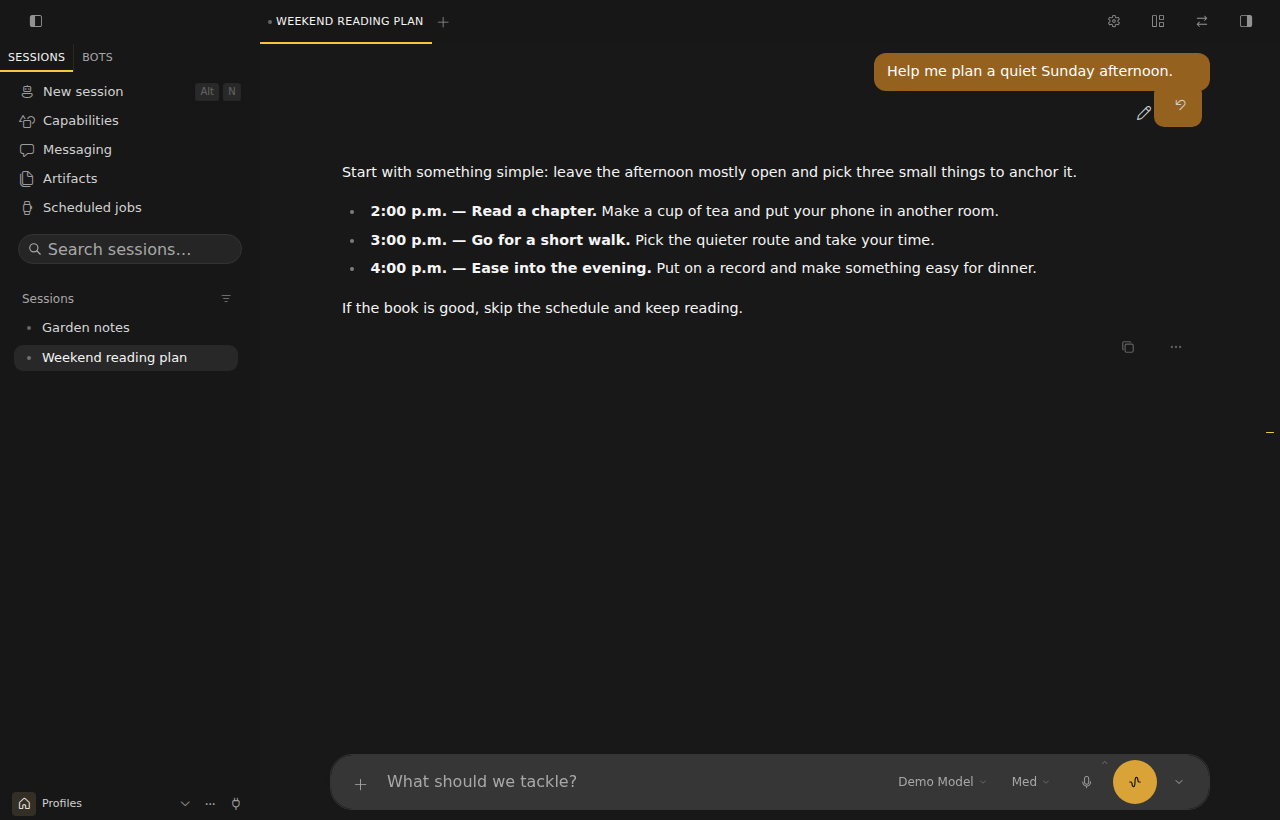 WEEKEND READING PLAN
SESSIONS BOTS
New session Alt N
Capabilities
Messaging
Artifacts
Scheduled jobs
Search sessions…
Sessions
Garden notes
Weekend reading plan
Profiles
Help me plan a quiet Sunday afternoon.
Start with something simple: leave the afternoon mostly open and pick three small things to anchor it.
• 2:00 p.m. — Read a chapter. Make a cup of tea and put your phone in another room.
• 3:00 p.m. — Go for a short walk. Pick the quieter route and take your time.
• 4:00 p.m. — Ease into the evening. Put on a record and make something easy for dinner.
If the book is good, skip the schedule and keep reading.
What should we tackle? Demo Model Med